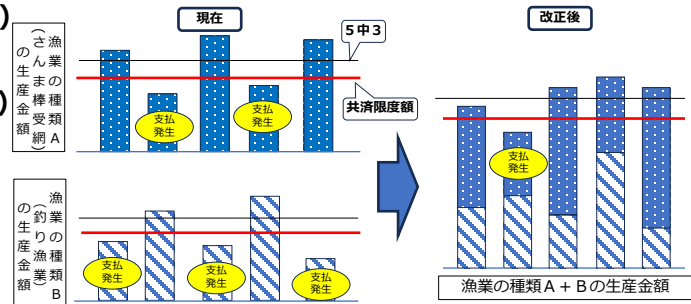 )
)
現在
改正後
5中3
共済限度額
漁業の種類A
(さんま棒受網)
の生産金額
支払
発生
支払
発生
漁業の種類B
(釣り漁業)
の生産金額
支払
発生
支払
発生
支払
発生
支払
発生
漁業の種類A+Bの生産金額